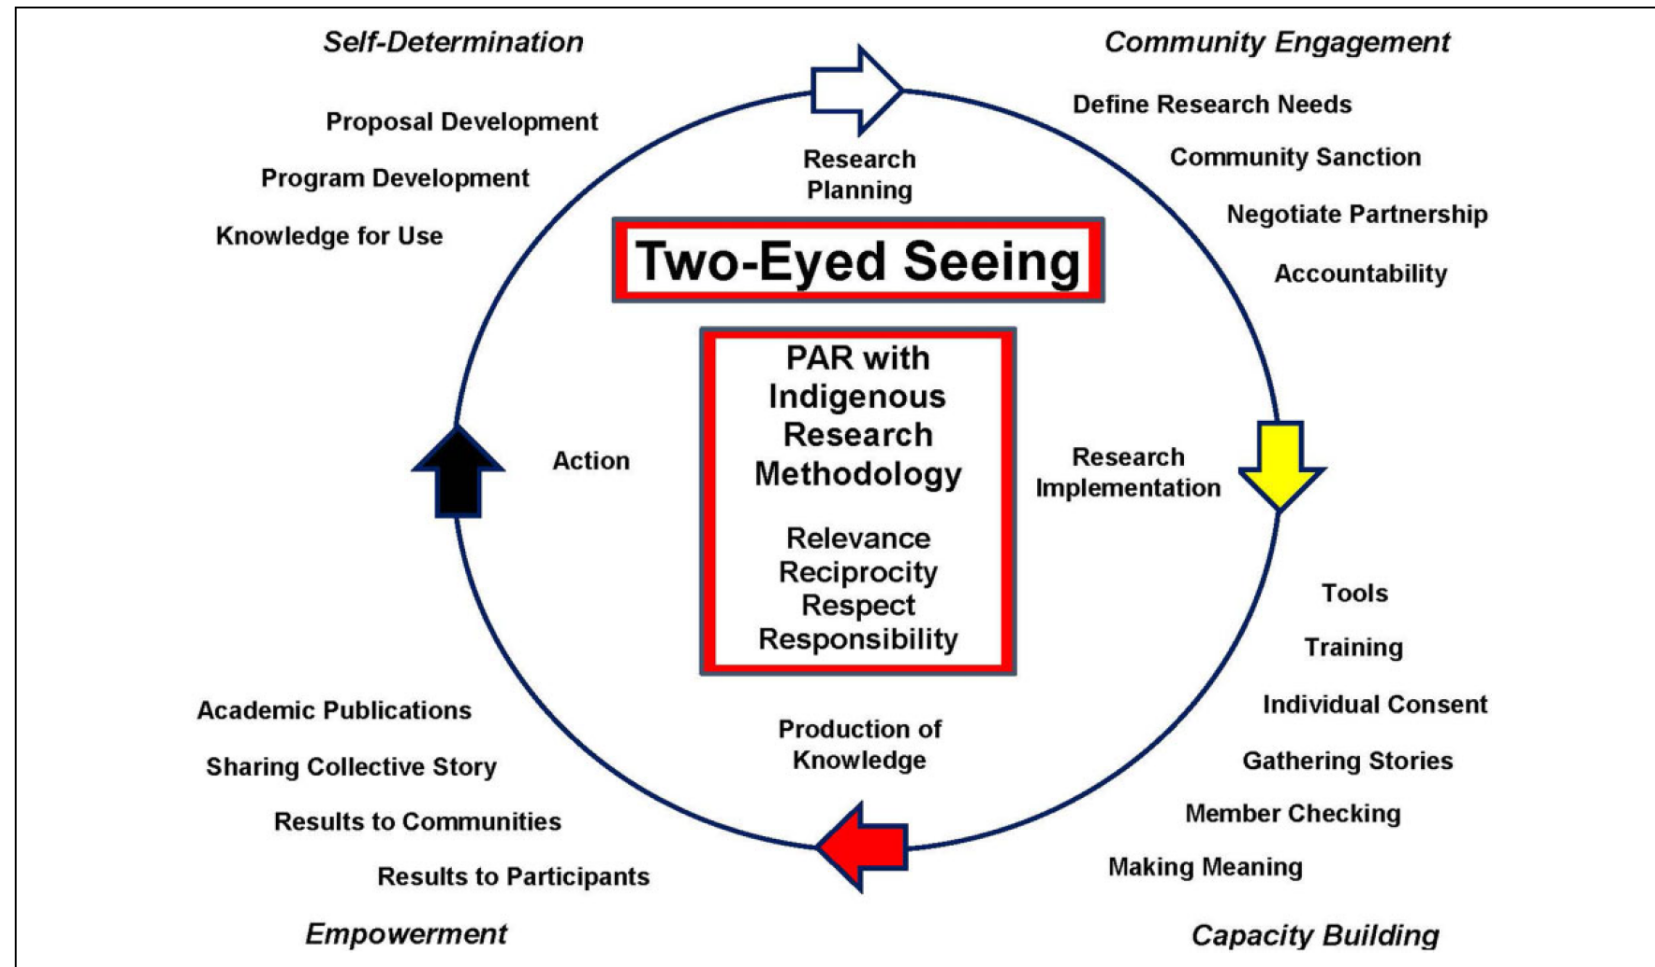 Self-Determination
Proposal Development
Program Development
Knowledge for Use
Community Engagement
Define Research Needs
Community Sanction
Negotiate Partnership
Accountability
Research
Planning
Two-Eyed Seeing
PAR with
Indigenous
Research
Methodology
Relevance
Reciprocity
Respect
Responsibility
Action
Research
Implementation
Production of
Knowledge
Tools
Training
Individual Consent
Gathering Stories
Member Checking
Making Meaning
Capacity Building
Academic Publications
Sharing Collective Story
Results to Communities
Results to Participants
Empowerment